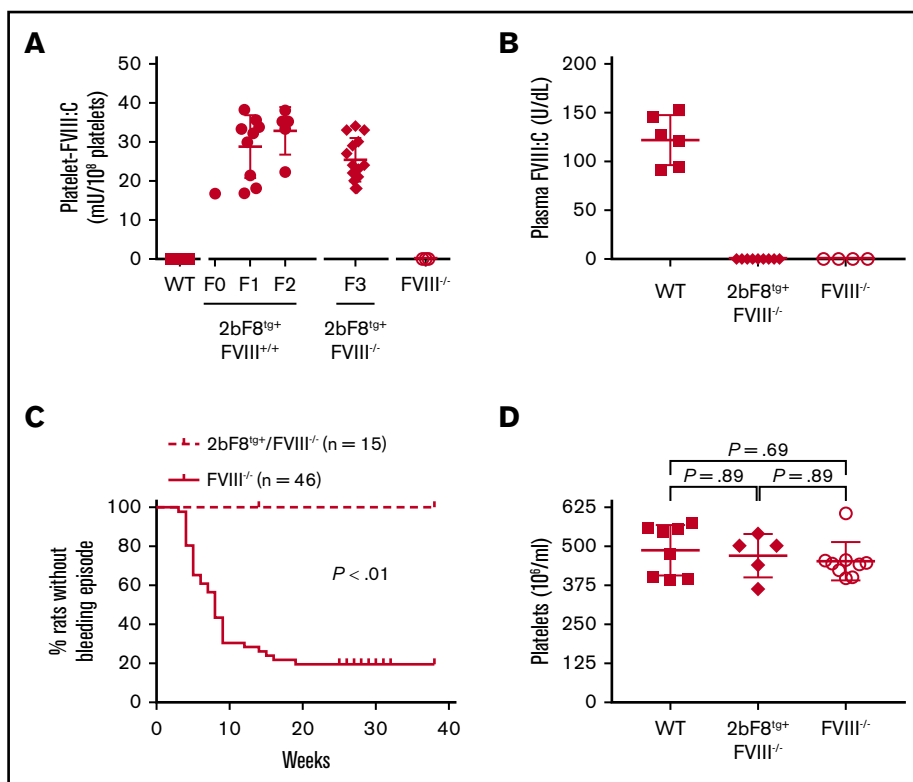 A
Platelet-FVIII:C
(mU/10⁸ platelets)
50
40
30
20
10
0
WT F0 F1 F2 F3 FVIII⁻/⁻
2bF8ᵗᵍ⁺ 2bF8ᵗᵍ⁺
FVIII⁺/⁺ FVIII⁻/⁻
B
Plasma FVIII:C (U/dL)
200
150
100
50
0
WT 2bF8ᵗᵍ⁺ FVIII⁻/⁻
FVIII⁻/⁻
C
2bF8ᵗᵍ⁺/FVIII⁻/⁻ (n = 15)
FVIII⁻/⁻ (n = 46)
% rats without
bleeding episode
100
80
60
40
20
0
P < .01
0 10 20 30 40
Weeks
D
P = .69
P = .89 P = .89
Platelets (10⁶/ml)
625
500
375
250
125
0
WT 2bF8ᵗᵍ⁺ FVIII⁻/⁻
FVIII⁻/⁻